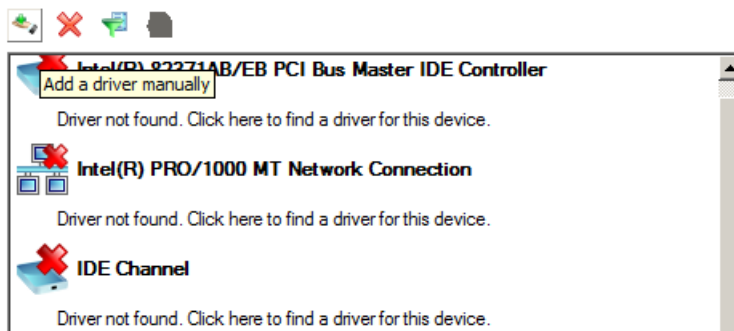 Intel(R) 82371AB/EB PCI Bus Master IDE Controller
Add a driver manually
Driver not found. Click here to find a driver for this device.
Intel(R) PRO/1000 MT Network Connection
Driver not found. Click here to find a driver for this device.
IDE Channel
Driver not found. Click here to find a driver for this device.